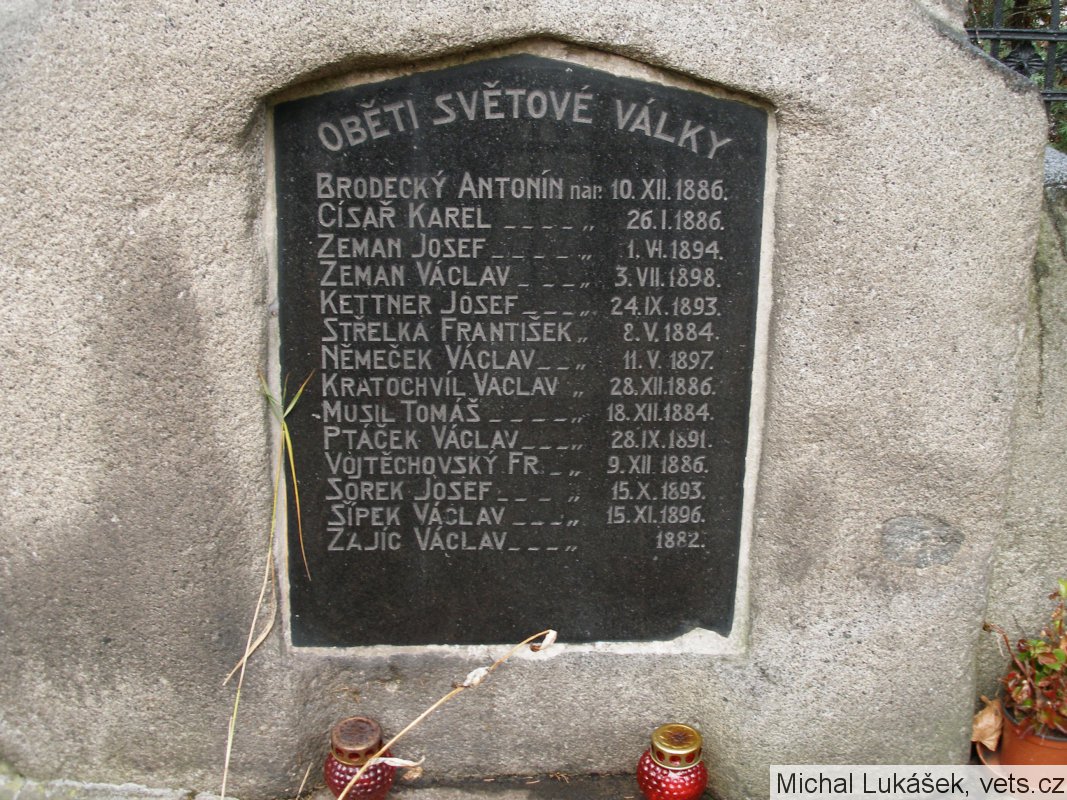 OBĚTI SVĚTOVÉ VÁLKY
BRODECKÝ ANTONÍN nar. 10. XII. 1886.
CÍSAŘ KAREL _ _ _ _ „ 26. I. 1886.
ZEMAN JOSEF _ _ _ _ „ 1. VI. 1894.
ZEMAN VÁCLAV _ _ _ „ 3. VII. 1898.
KETTNER JOSEF _ _ _ „ 24. IX. 1893.
STŘELKA FRANTIŠEK „ 8. V. 1884.
NĚMEČEK VÁCLAV _ _ „ 11. V. 1897.
KRATOCHVÍL VÁCLAV „ 28. XII. 1886.
MUSIL TOMÁŠ _ _ _ _ „ 18. XII. 1884.
PTÁČEK VÁCLAV _ _ _ „ 28. IX. 1891.
VOJTĚCHOVSKÝ FR. _ „ 9. XII. 1886.
SOREK JOSEF _ _ _ _ „ 15. X. 1893.
ŠÍPEK VÁCLAV _ _ _ „ 15. XI. 1896.
ZAJÍC VÁCLAV _ _ _ „ 1882.
Michal Lukášek, vets.cz